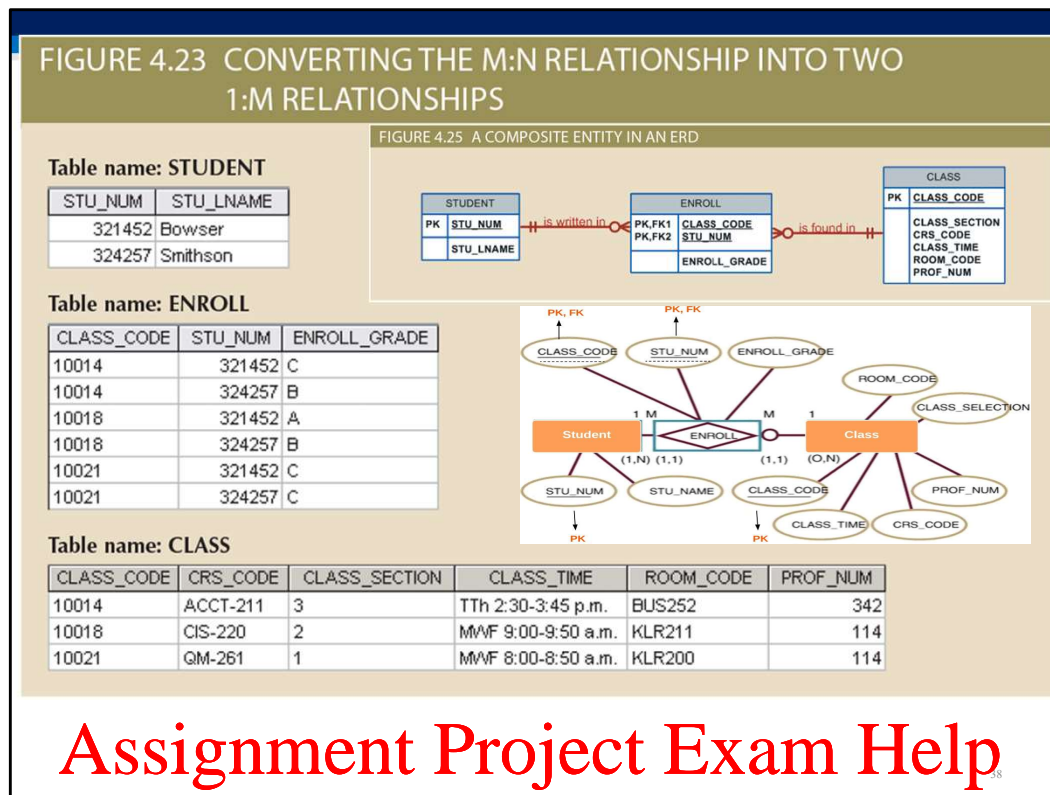 FIGURE 4.23 CONVERTING THE M:N RELATIONSHIP INTO TWO
1:M RELATIONSHIPS
FIGURE 4.25 A COMPOSITE ENTITY IN AN ERD
Table name: STUDENT
STU_NUM STU_LNAME
321452 Bowser
324257 Smithson
STUDENT
PK STU_NUM
STU_LNAME
is written in
ENROLL
PK,FK1 CLASS_CODE
PK,FK2 STU_NUM
ENROLL_GRADE
is found in
CLASS
PK CLASS_CODE
CLASS_SECTION
CRS_CODE
CLASS_TIME
ROOM_CODE
PROF_NUM
Table name: ENROLL
CLASS_CODE STU_NUM ENROLL_GRADE
10014 321452 C
10014 324257 B
10018 321452 A
10018 324257 B
10021 321452 C
10021 324257 C
PK, FK PK, FK
CLASS_CODE STU_NUM ENROLL_GRADE
ROOM_CODE
CLASS_SELECTION
1 M M 1
Student ENROLL Class
(1,N) (1,1) (1,1) (O,N)
STU_NUM STU_NAME CLASS_CODE PROF_NUM
CLASS_TIME CRS_CODE
PK PK
Table name: CLASS
CLASS_CODE CRS_CODE CLASS_SECTION CLASS_TIME ROOM_CODE PROF_NUM
10014 ACCT-211 3 TTh 2:30-3:45 p.m. BUS252 342
10018 CIS-220 2 MWF 9:00-9:50 a.m. KLR211 114
10021 QM-261 1 MWF 8:00-8:50 a.m. KLR200 114
Assignment Project Exam Help
38